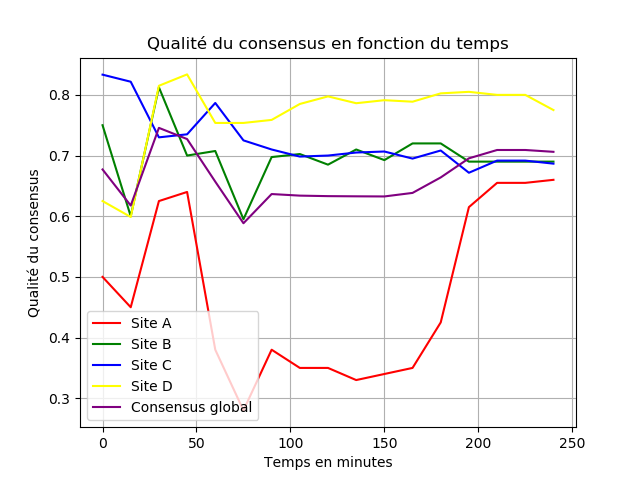 Qualité du consensus en fonction du temps
Qualité du consensus
0.8
0.7
0.6
0.5
0.4
0.3
Site A
Site B
Site C
Site D
Consensus global
0 50 100 150 200 250
Temps en minutes